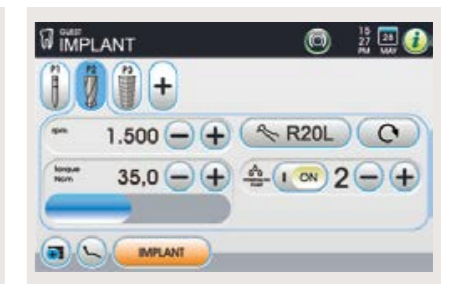 GUEST
IMPLANT
15
27
PM
28
MAY
i
P1
P2
P3
+
rpm
1.500 − +
R20L
torque
Ncm
35,0 − +
I ON 2 − +
IMPLANT